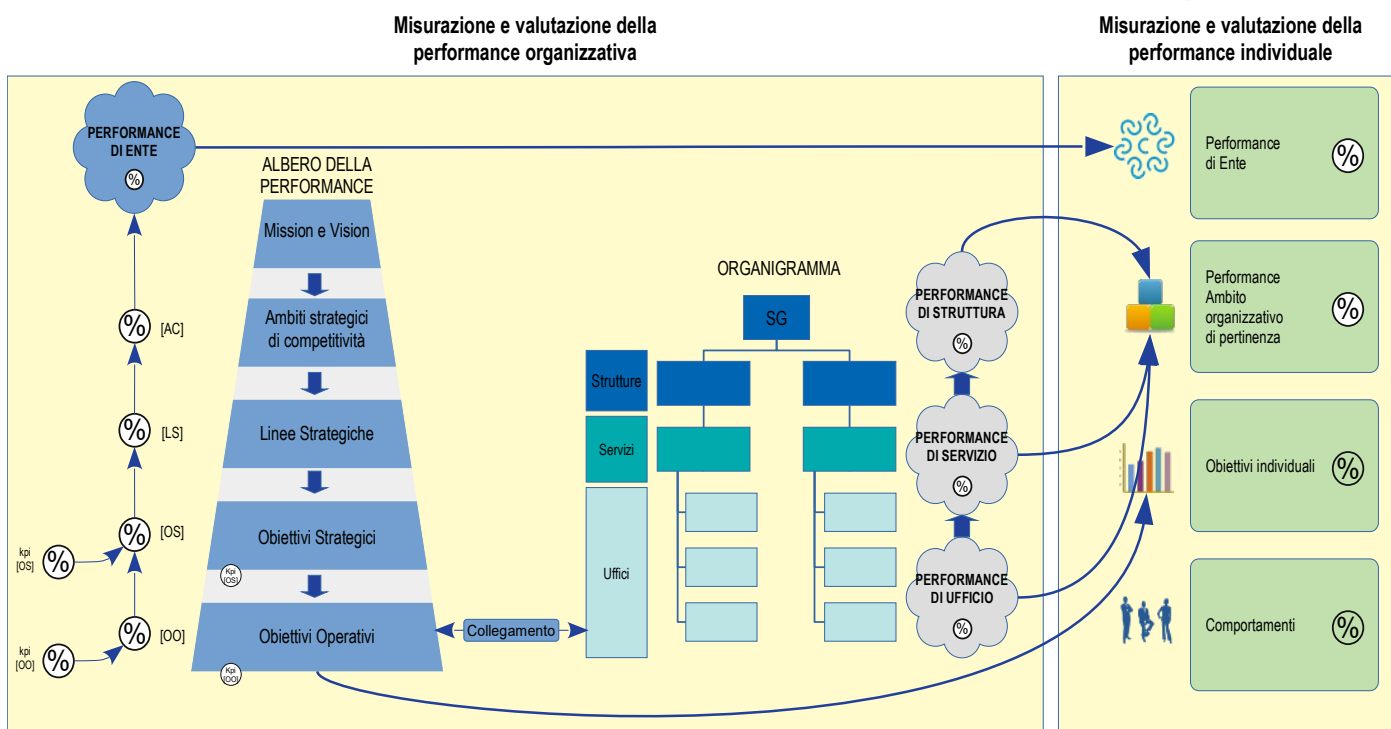 Misurazione e valutazione della
performance organizzativa
Misurazione e valutazione della
performance individuale
PERFORMANCE
DI ENTE
%
ALBERO DELLA
PERFORMANCE
Mission e Vision
Ambiti strategici
di competitività
Linee Strategiche
Obiettivi Strategici
Kpi
[OS]
Obiettivi Operativi
Kpi
[OO]
% [AC]
% [LS]
% [OS]
kpi
[OS]
%
% [OO]
kpi
[OO]
%
Collegamento
ORGANIGRAMMA
SG
Strutture
Servizi
Uffici
PERFORMANCE
DI STRUTTURA
%
PERFORMANCE
DI SERVIZIO
%
PERFORMANCE
DI UFFICIO
%
Performance
di Ente
%
Performance
Ambito
organizzativo
di pertinenza
%
Obiettivi individuali
%
Comportamenti
%